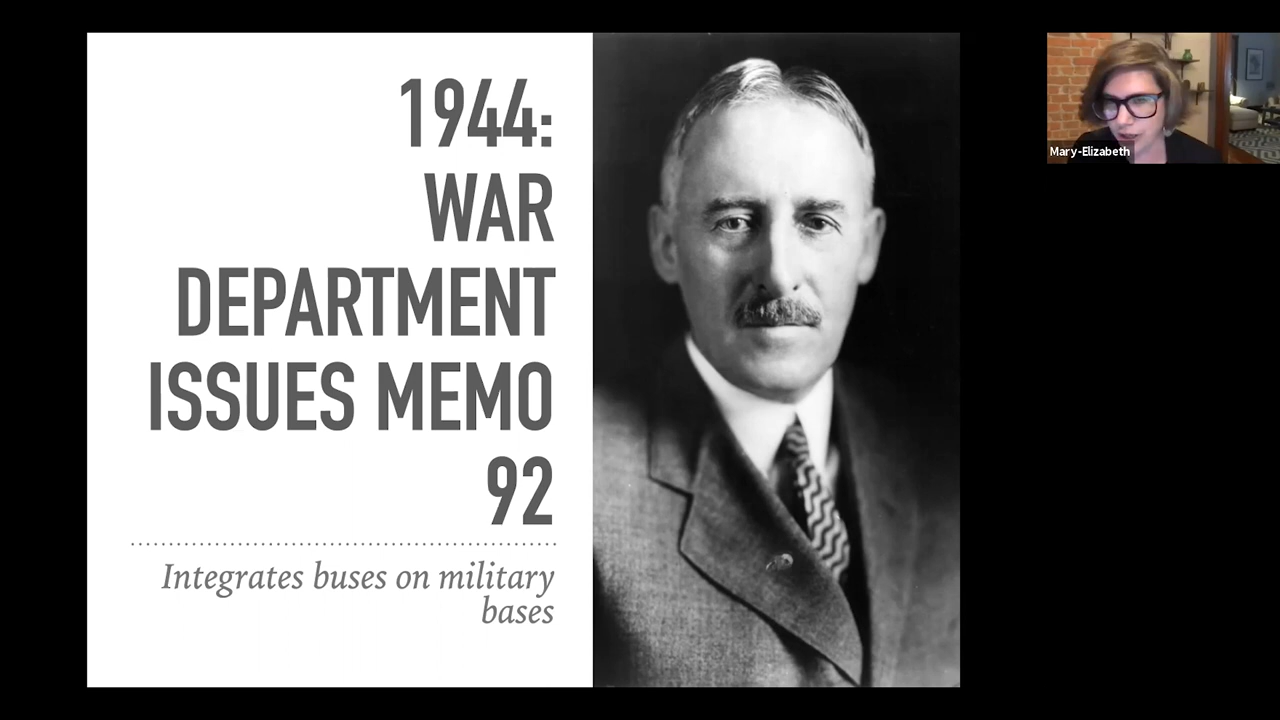 1944:
WAR
DEPARTMENT
ISSUES MEMO
92
Integrates buses on military
bases
Mary-Elizabeth